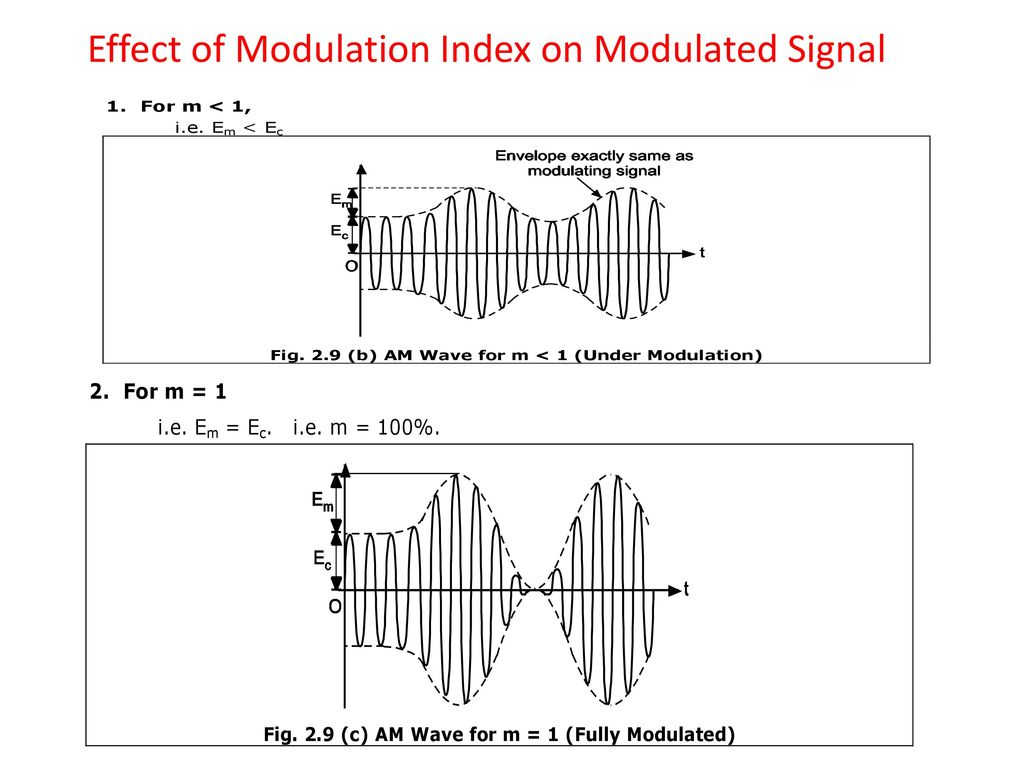 Effect of Modulation Index on Modulated Signal
1. For m < 1,
i.e. Em < Ec
Envelope exactly same as
modulating signal
Em
Ec
t
O
Fig. 2.9 (b) AM Wave for m < 1 (Under Modulation)
2. For m = 1
i.e. Em = Ec. i.e. m = 100%.
Em
Ec
t
O
Fig. 2.9 (c) AM Wave for m = 1 (Fully Modulated)